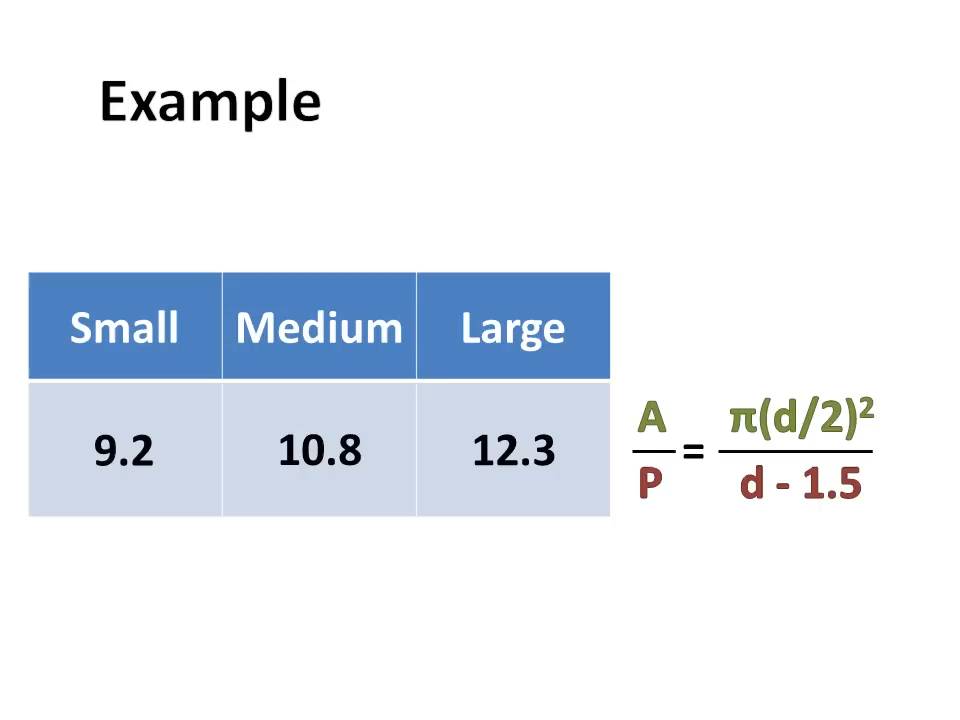 Example
Small Medium Large
9.2 10.8 12.3
A/P = π(d/2)² / d - 1.5